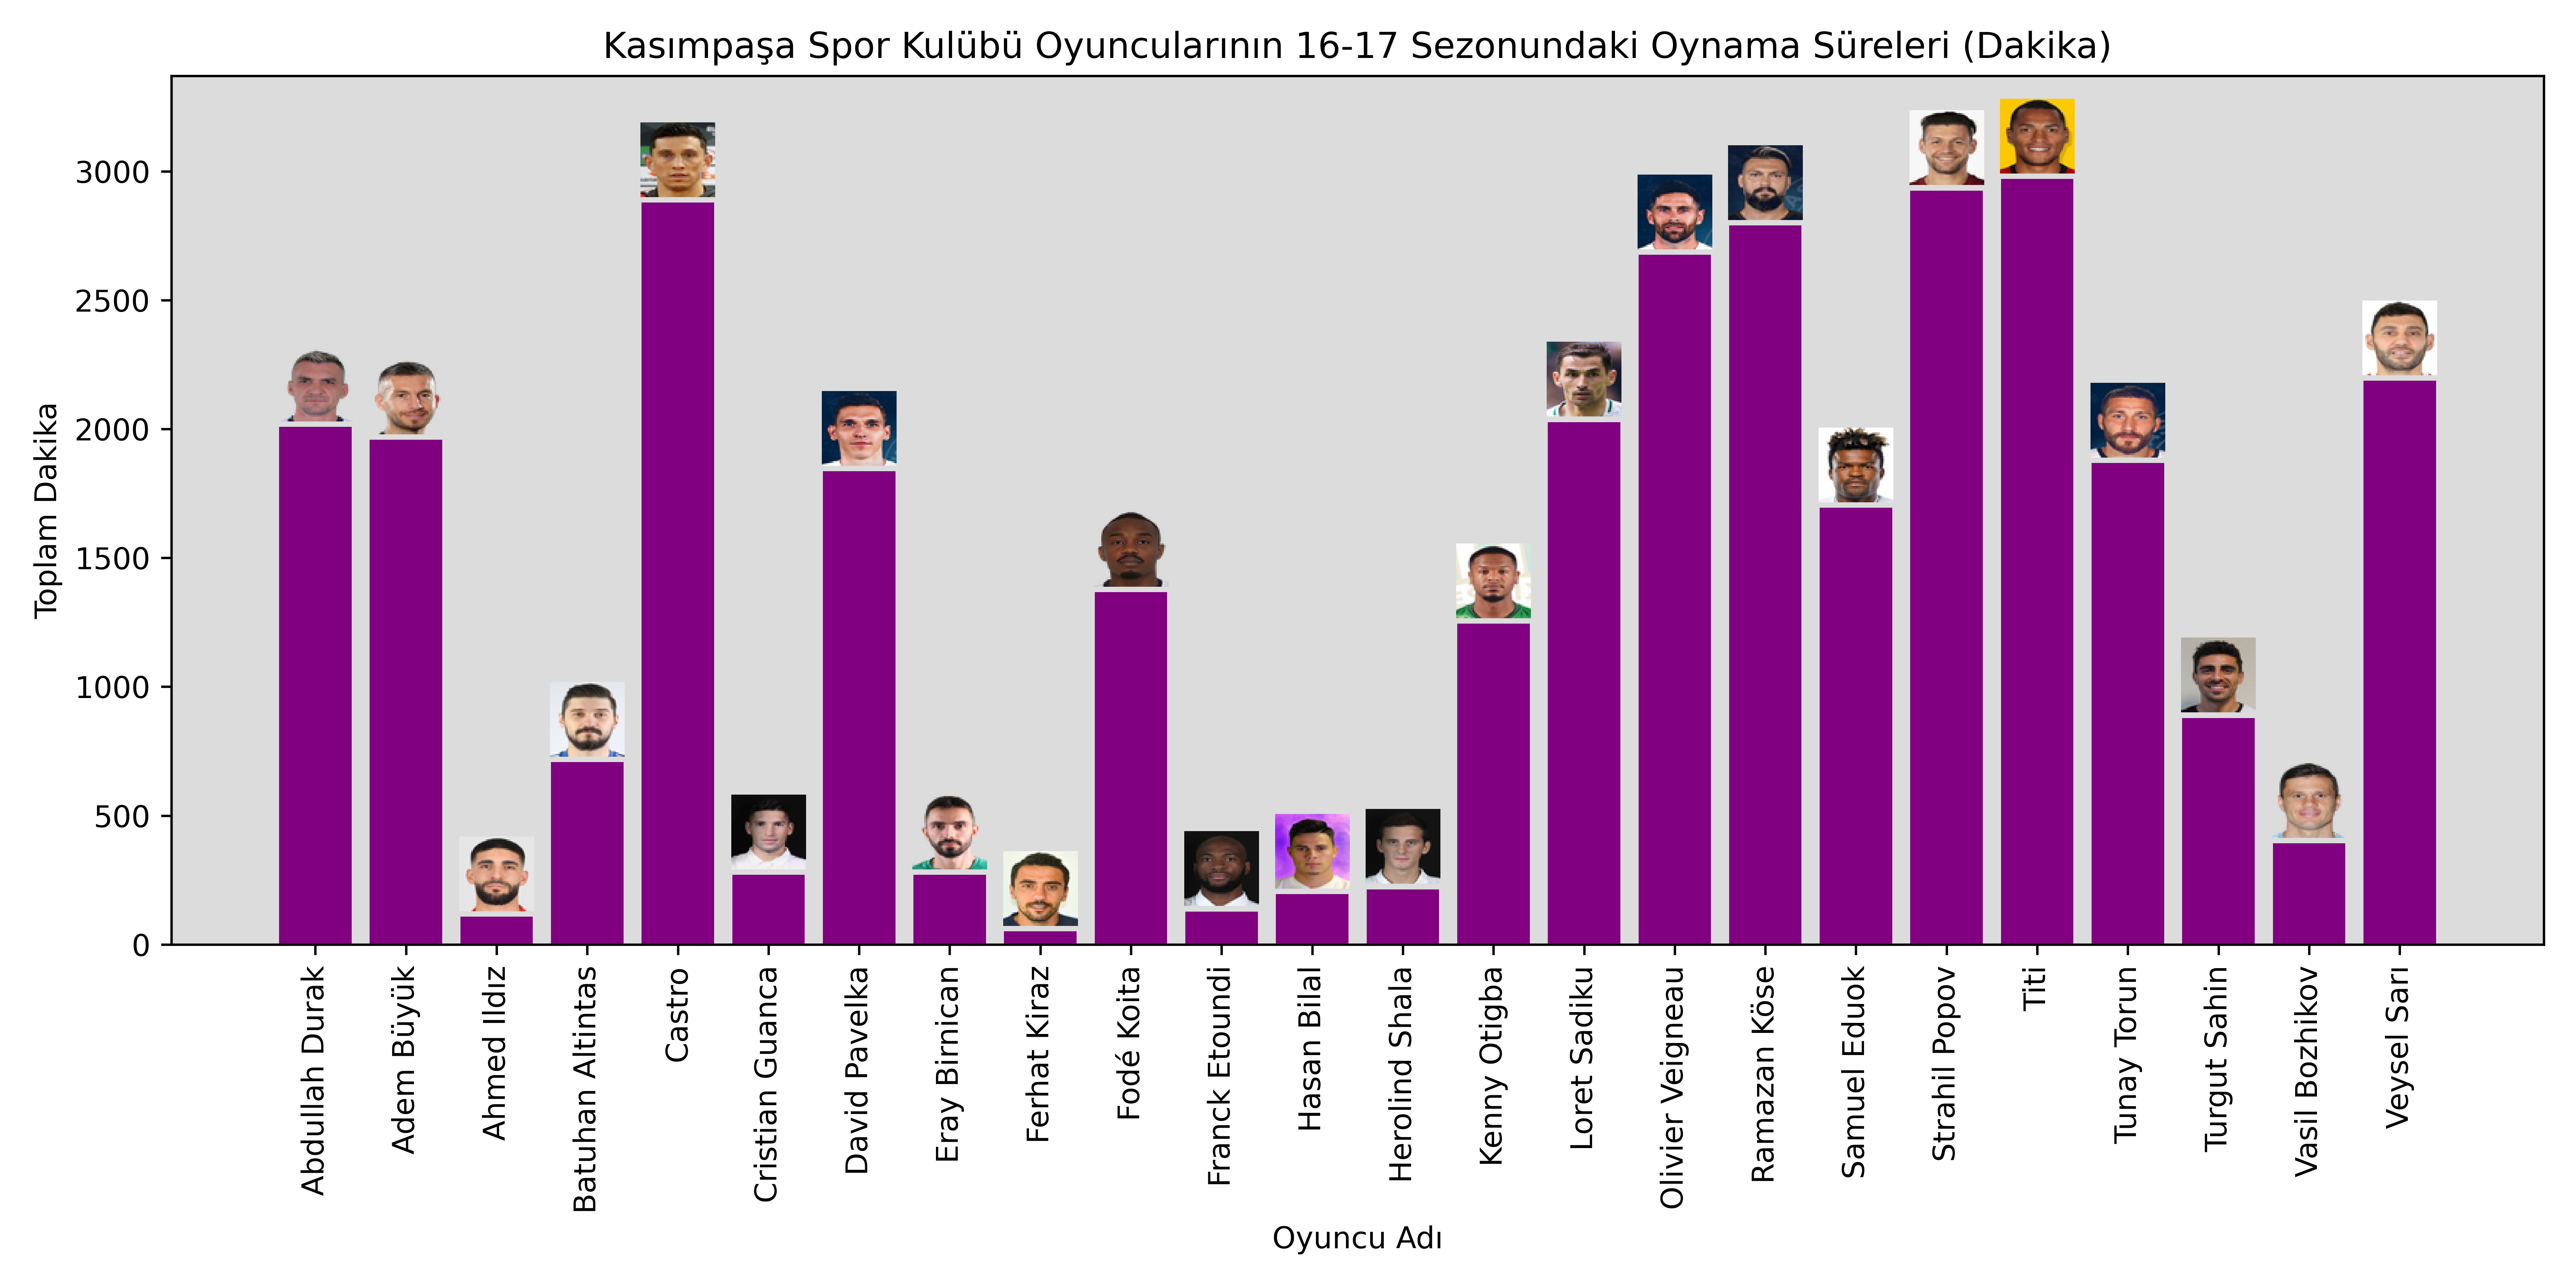 Kasımpaşa Spor Kulübü Oyuncularının 16-17 Sezonundaki Oynama Süreleri (Dakika)
Toplam Dakika
3000
2500
2000
1500
1000
500
0
Abdullah Durak
Adem Büyük
Ahmed Ildız
Batuhan Altintas
Castro
Cristian Guanca
David Pavelka
Eray Birnican
Ferhat Kiraz
Fodé Koita
Franck Etoundi
Hasan Bilal
Herolind Shala
Kenny Otigba
Loret Sadiku
Olivier Veigneau
Ramazan Köse
Samuel Eduok
Strahil Popov
Titi
Tunay Torun
Turgut Sahin
Vasil Bozhikov
Veysel Sarı
Oyuncu Adı